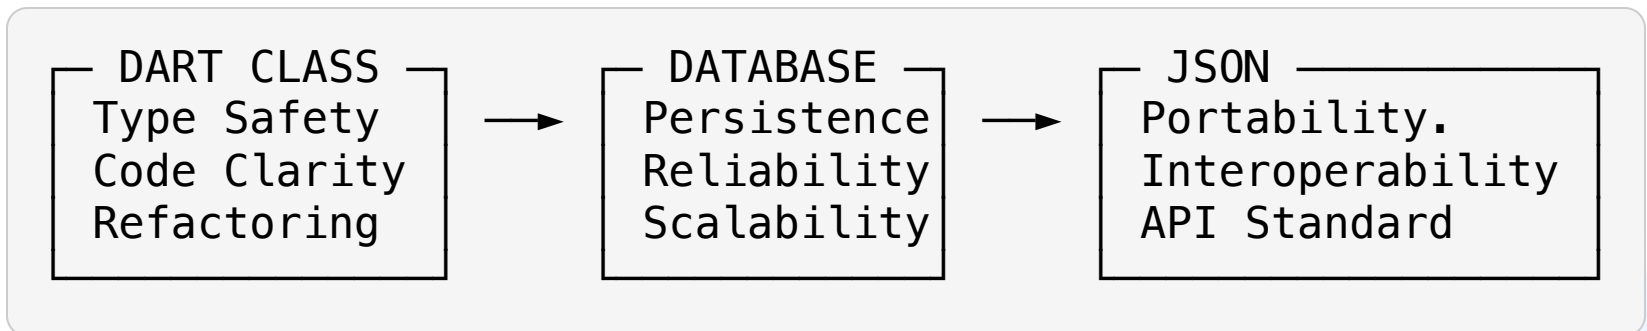 DART CLASS
Type Safety
Code Clarity
Refactoring
DATABASE
Persistence
Reliability
Scalability
JSON
Portability.
Interoperability
API Standard